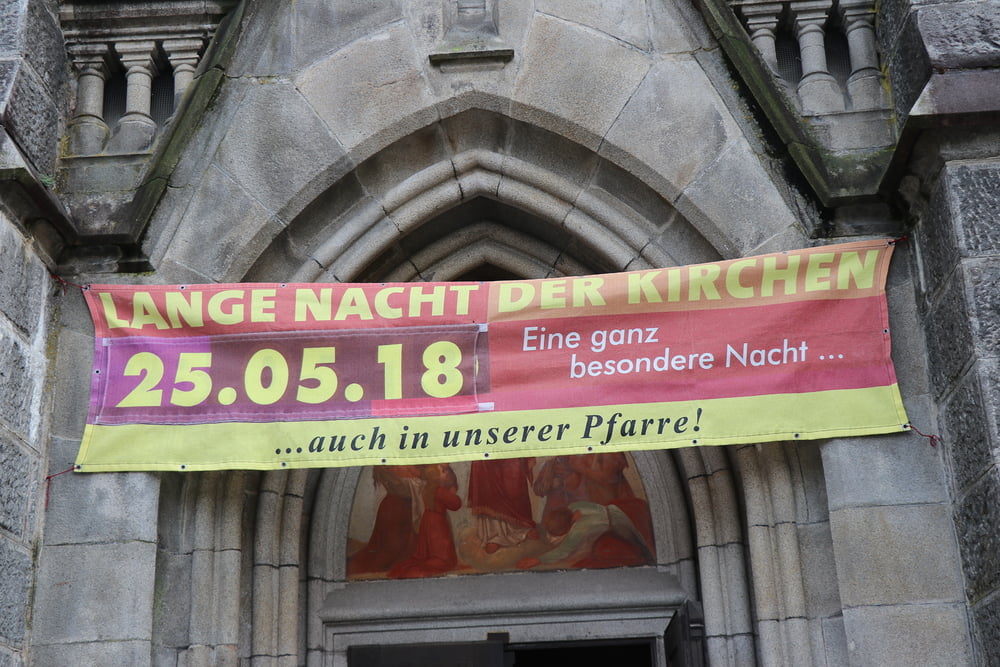 LANGE NACHT DER KIRCHEN
25.05.18
Eine ganz
besondere Nacht ...
...auch in unserer Pfarre!